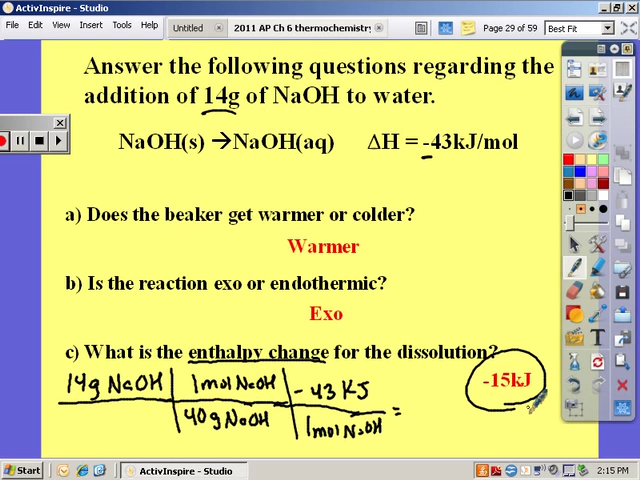 ActivInspire - Studio
File Edit View Insert Tools Help
Untitled
2011 AP Ch 6 thermochemistry
Page 29 of 59
Best Fit
Answer the following questions regarding the
addition of 14g of NaOH to water.
NaOH(s) →NaOH(aq) ΔH = -43kJ/mol
a) Does the beaker get warmer or colder?
Warmer
b) Is the reaction exo or endothermic?
Exo
c) What is the enthalpy change for the dissolution?
14g NaOH 1mol NaOH -43 KJ
40g NaOH 1mol NaOH =
-15kJ
Start
ActivInspire - Studio
2:15 PM